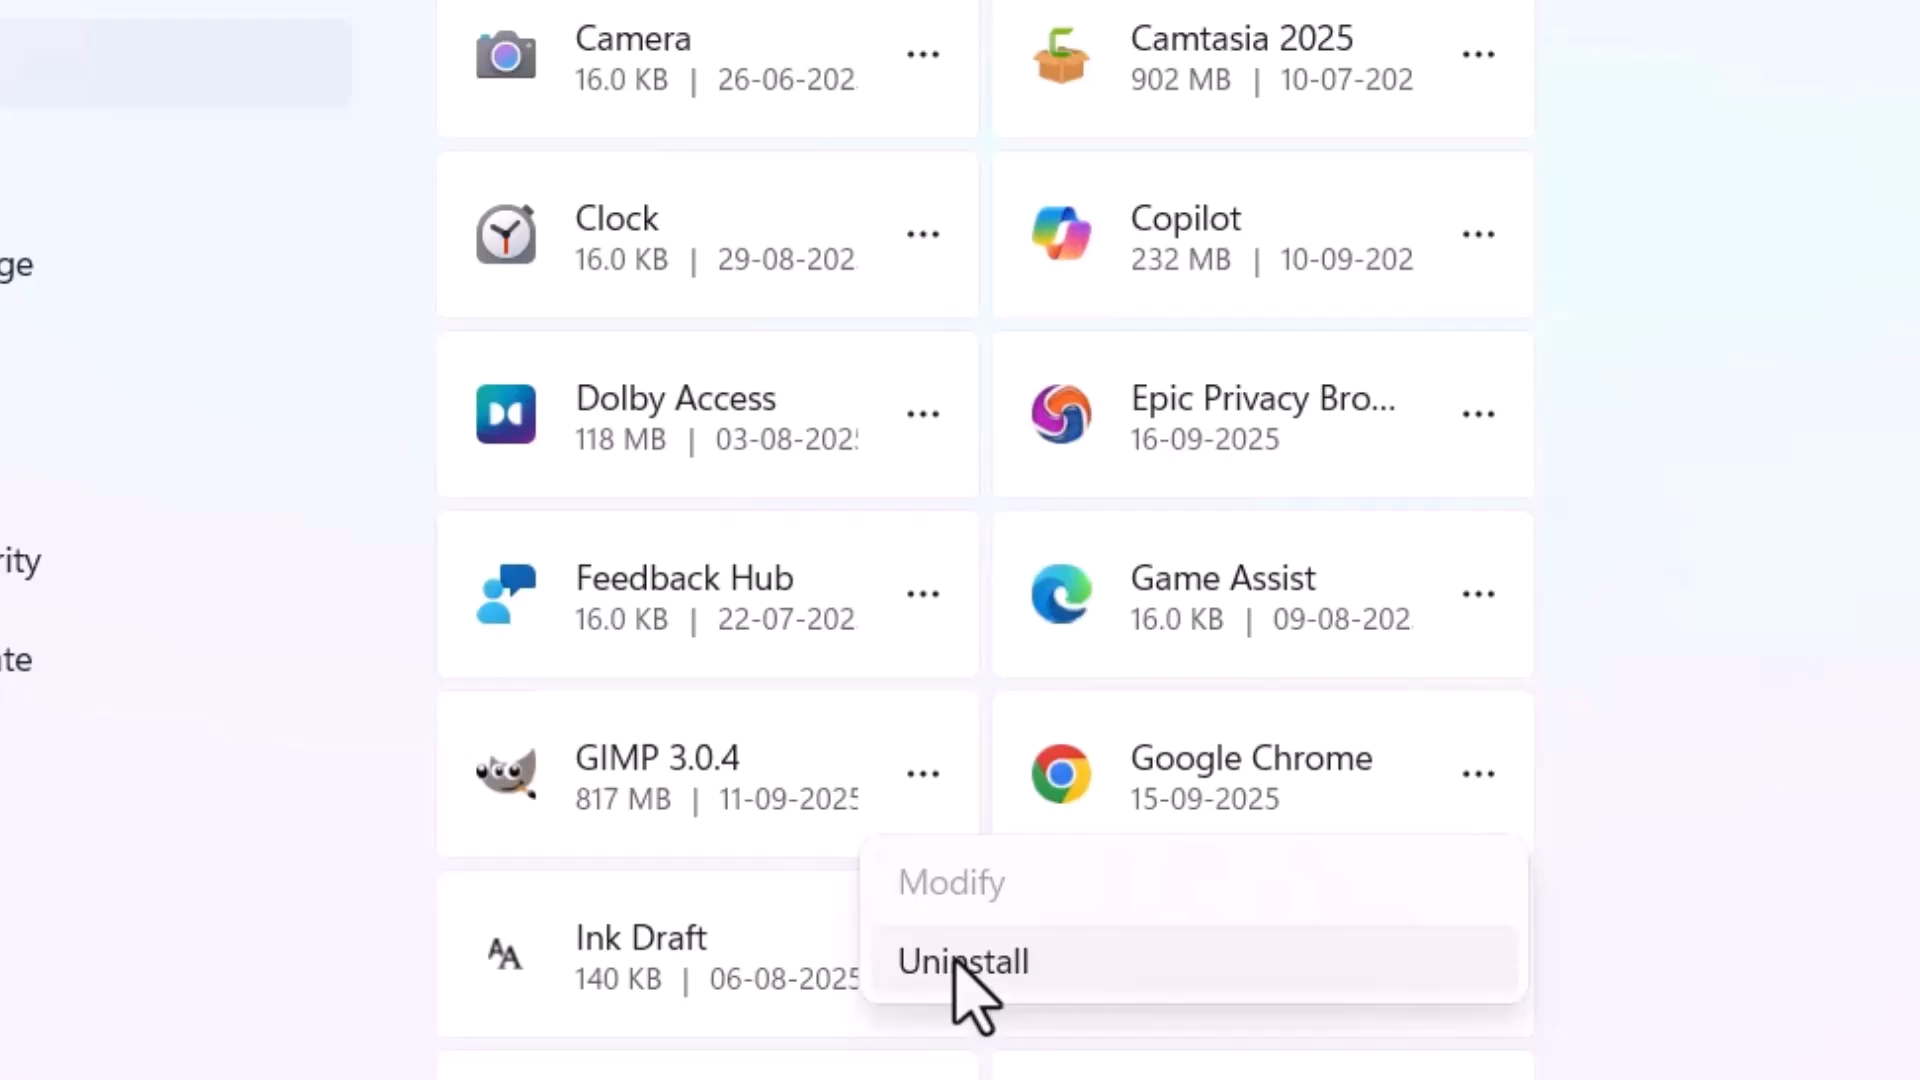 Camera
16.0 KB | 26-06-202
Camtasia 2025
902 MB | 10-07-202
Clock
16.0 KB | 29-08-202
Copilot
232 MB | 10-09-202
ge
Dolby Access
118 MB | 03-08-202
Epic Privacy Bro...
16-09-2025
Feedback Hub
16.0 KB | 22-07-202
Game Assist
16.0 KB | 09-08-202
rity
te
GIMP 3.0.4
817 MB | 11-09-2025
Google Chrome
15-09-2025
Modify
Uninstall
Ink Draft
140 KB | 06-08-2025